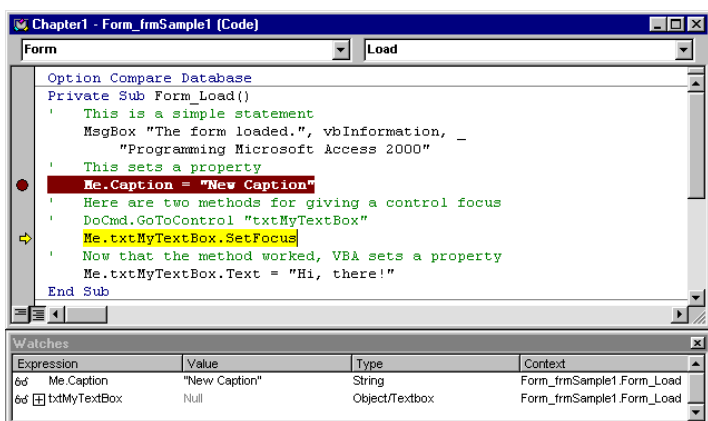 Chapter1 - Form_frmSample1 (Code)
Form Load
Option Compare Database
Private Sub Form_Load()
'   This is a simple statement
    MsgBox "The form loaded.", vbInformation, _
        "Programming Microsoft Access 2000"
'   This sets a property
    Me.Caption = "New Caption"
'   Here are two methods for giving a control focus
'   DoCmd.GoToControl "txtMyTextBox"
    Me.txtMyTextBox.SetFocus
'   Now that the method worked, VBA sets a property
    Me.txtMyTextBox.Text = "Hi, there!"
End Sub
Watches
Expression Value Type Context
Me.Caption "New Caption" String Form_frmSample1.Form_Load
txtMyTextBox Null Object/Textbox Form_frmSample1.Form_Load